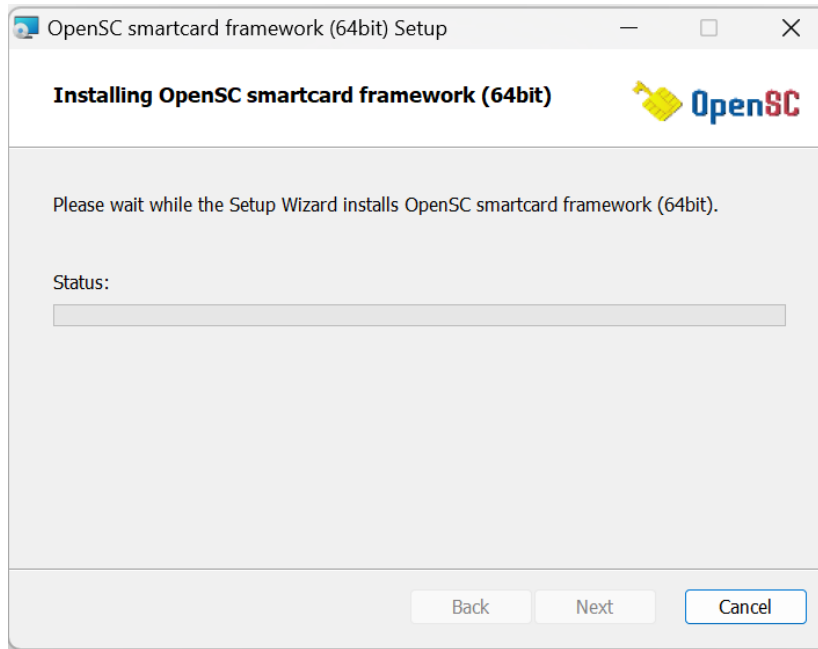 OpenSC smartcard framework (64bit) Setup
Installing OpenSC smartcard framework (64bit)
OpenSC
Please wait while the Setup Wizard installs OpenSC smartcard framework (64bit).
Status:
Back
Next
Cancel